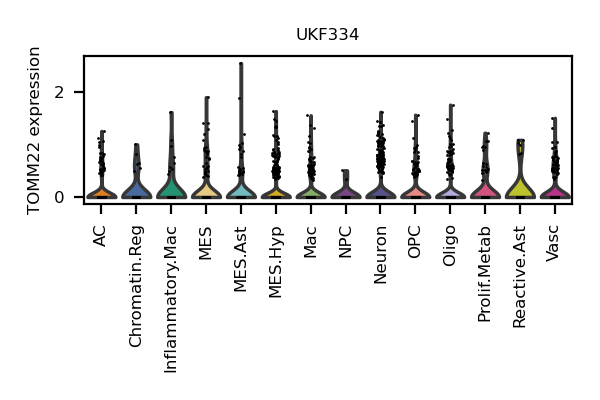 UKF334
TOMM22 expression
2
0
AC
Chromatin.Reg
Inflammatory.Mac
MES
MES.Ast
MES.Hyp
Mac
NPC
Neuron
OPC
Oligo
Prolif.Metab
Reactive.Ast
Vasc